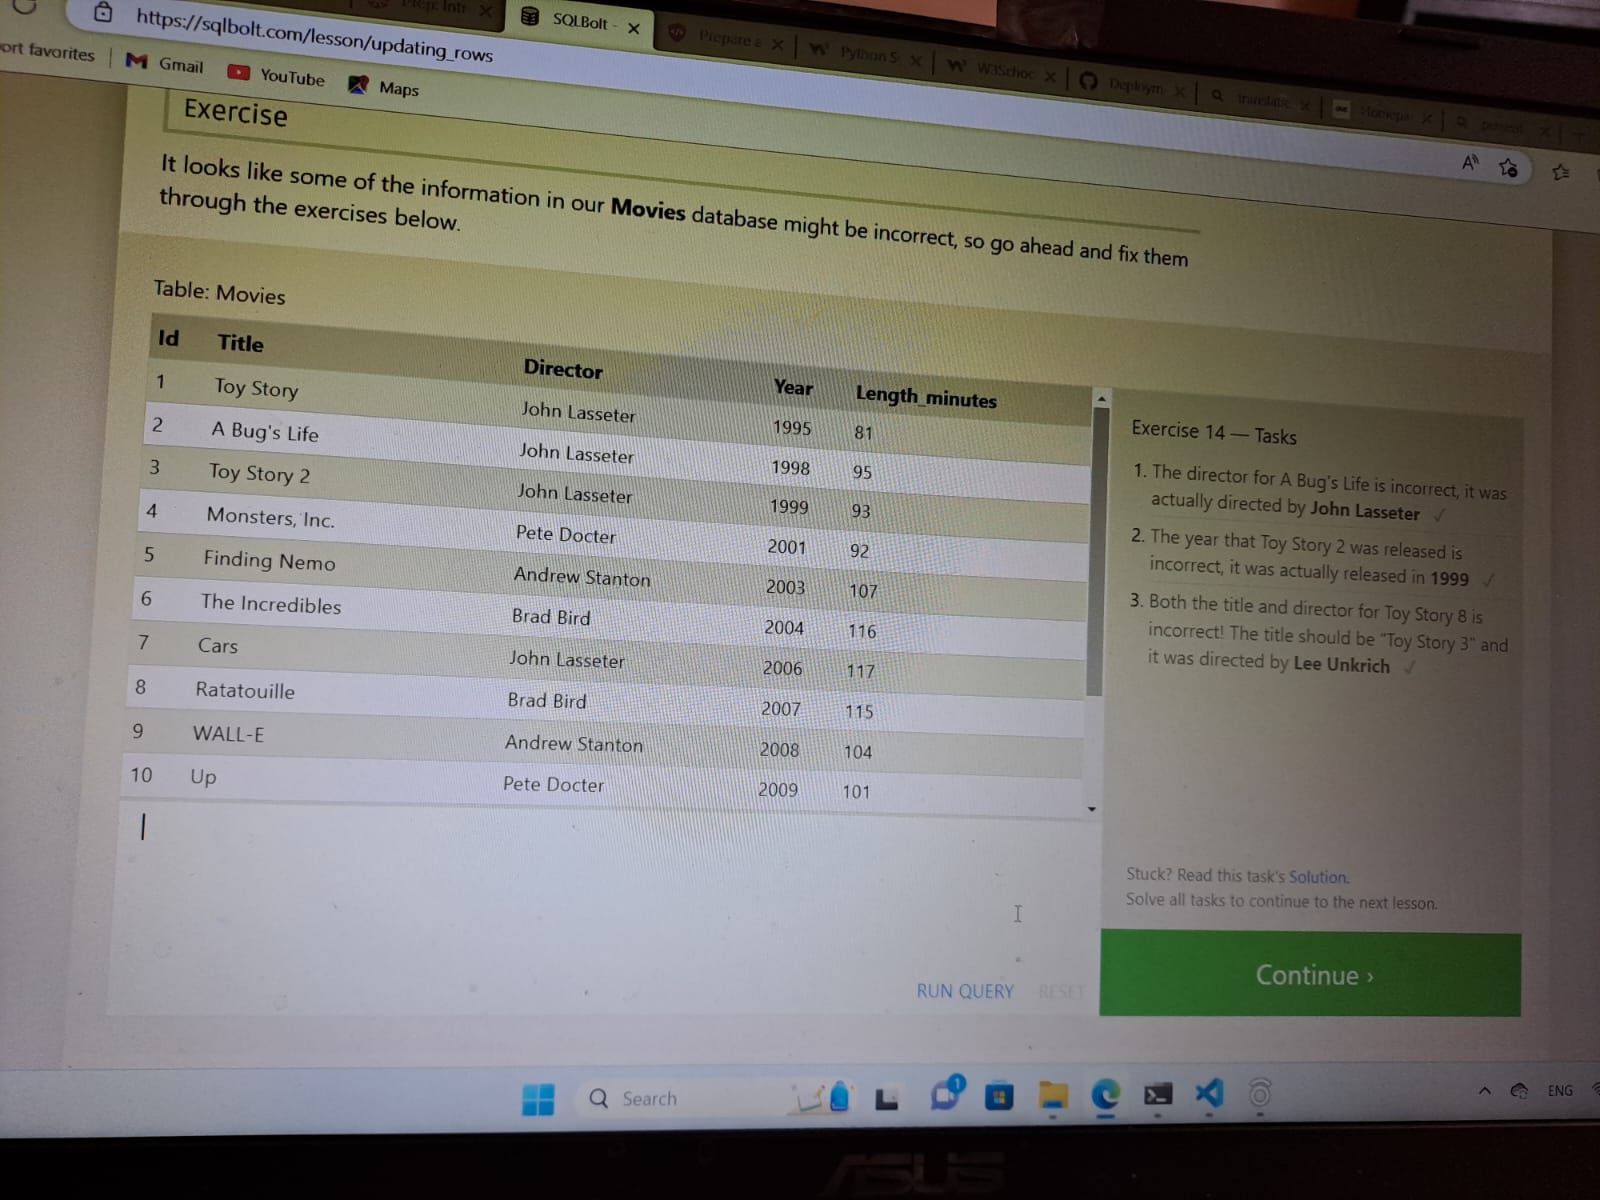 Prep: Intr
SQLBolt -
Prepare a
Python S
W3Schoo
Deploym
translate
Homepa
https://sqlbolt.com/lesson/updating_rows
ort favorites
Gmail
YouTube
Maps
Exercise
It looks like some of the information in our Movies database might be incorrect, so go ahead and fix them
through the exercises below.
Table: Movies
Id Title Director Year Length_minutes
1 Toy Story John Lasseter 1995 81
2 A Bug's Life John Lasseter 1998 95
3 Toy Story 2 John Lasseter 1999 93
4 Monsters, Inc. Pete Docter 2001 92
5 Finding Nemo Andrew Stanton 2003 107
6 The Incredibles Brad Bird 2004 116
7 Cars John Lasseter 2006 117
8 Ratatouille Brad Bird 2007 115
9 WALL-E Andrew Stanton 2008 104
10 Up Pete Docter 2009 101
RUN QUERY RESET
Exercise 14 — Tasks
1. The director for A Bug's Life is incorrect, it was
actually directed by John Lasseter ✓
2. The year that Toy Story 2 was released is
incorrect, it was actually released in 1999 ✓
3. Both the title and director for Toy Story 8 is
incorrect! The title should be "Toy Story 3" and
it was directed by Lee Unkrich ✓
Stuck? Read this task's Solution.
Solve all tasks to continue to the next lesson.
Continue ›
Search
1
ENG
ASUS